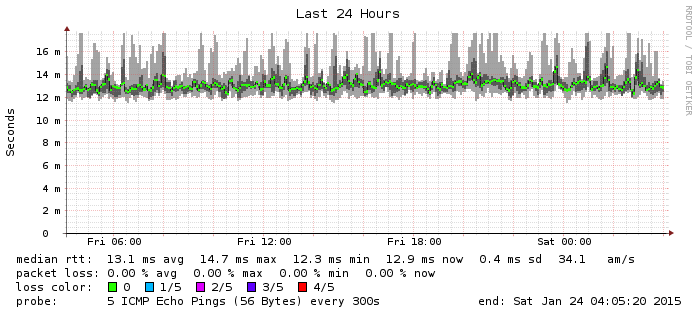 Last 24 Hours
RRDTOOL / TOBI OETIKER
Seconds
16 m
14 m
12 m
10 m
8 m
6 m
4 m
2 m
0
Fri 06:00 Fri 12:00 Fri 18:00 Sat 00:00
median rtt: 13.1 ms avg 14.7 ms max 12.3 ms min 12.9 ms now 0.4 ms sd 34.1 am/s
packet loss: 0.00 % avg 0.00 % max 0.00 % min 0.00 % now
loss color: 0 1/5 2/5 3/5 4/5
probe: 5 ICMP Echo Pings (56 Bytes) every 300s end: Sat Jan 24 04:05:20 2015